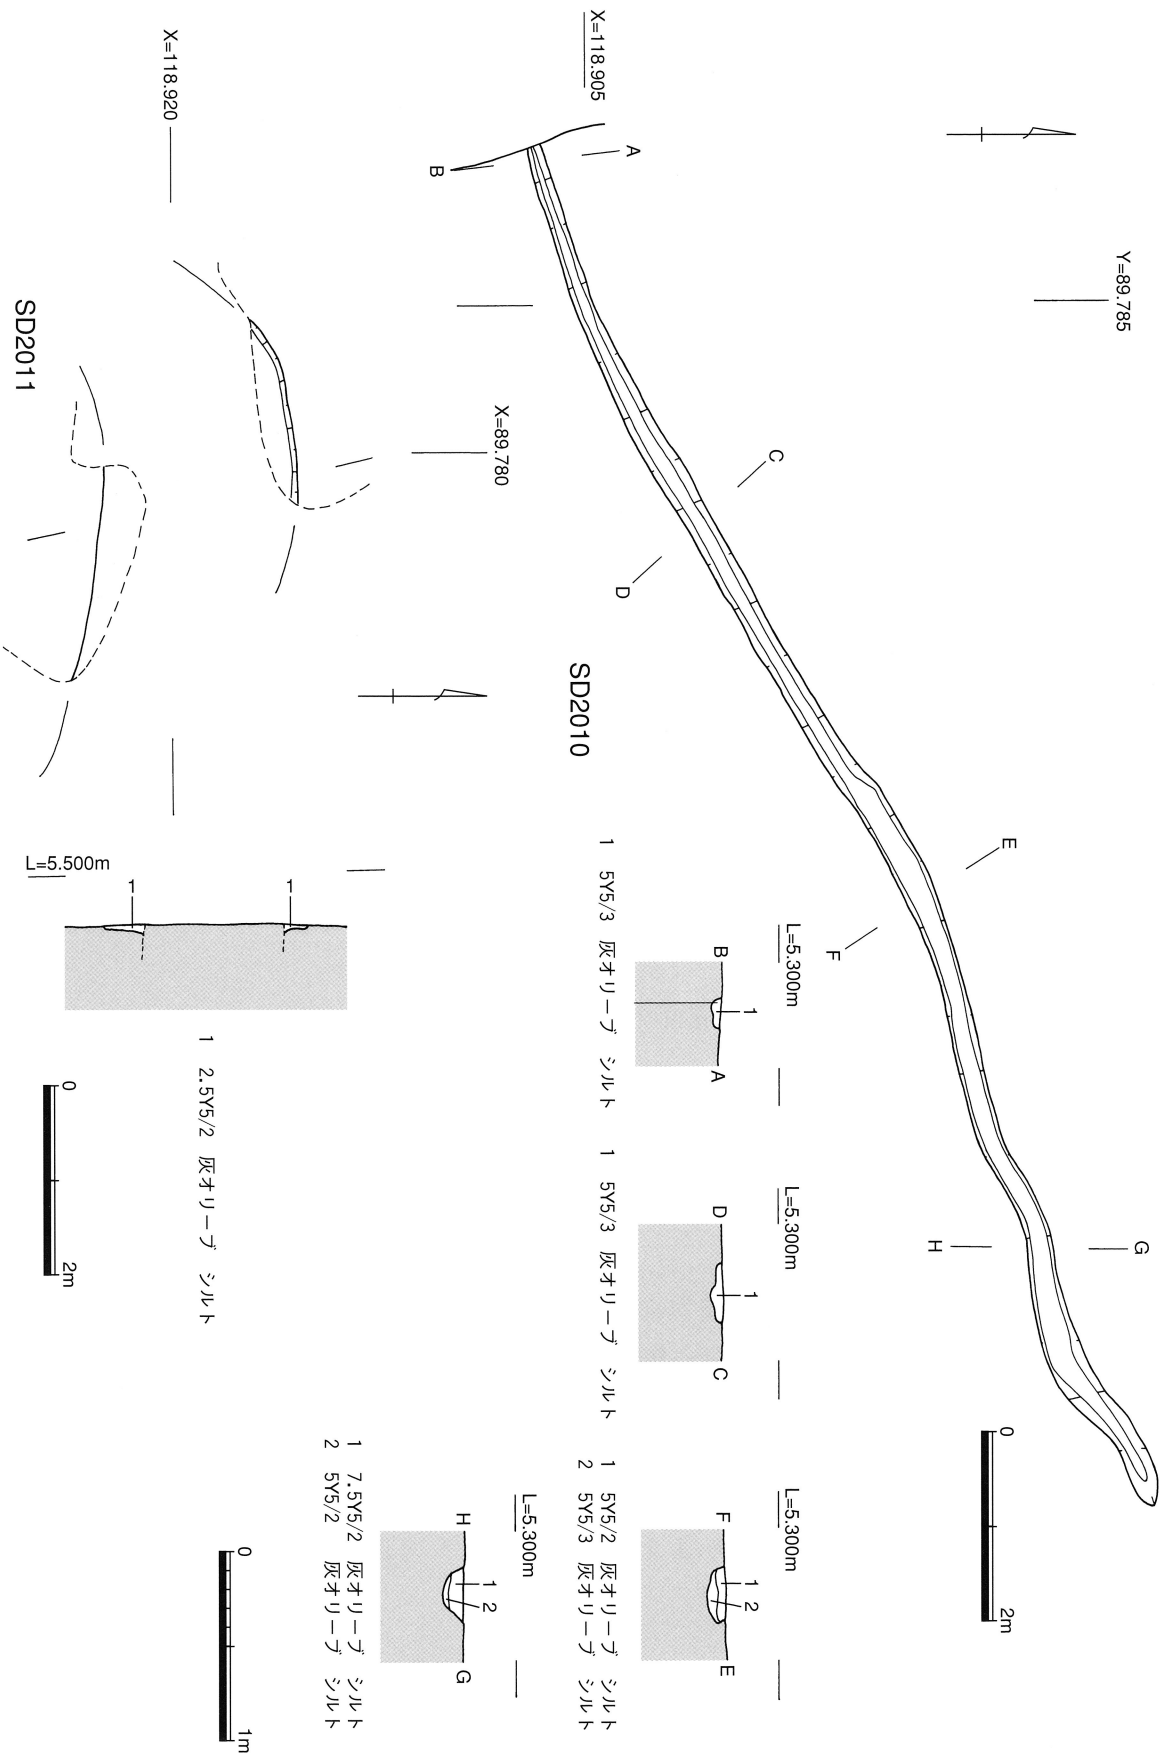 X=118.905
A
B
Y=89.785
C
D
E
F
G
H
0
2m
SD2010
L=5.300m
B
A
1
1 5Y5/3 灰オリーブ シルト
L=5.300m
D
C
1
1 5Y5/3 灰オリーブ シルト
L=5.300m
F
E
1
2
1 5Y5/2 灰オリーブ シルト
2 5Y5/3 灰オリーブ シルト
L=5.300m
H
G
1
2
1 7.5Y5/2 灰オリーブ シルト
2 5Y5/2 灰オリーブ シルト
0
1m
X=118.920
X=89.780
SD2011
L=5.500m
1
1
1 2.5Y5/2 灰オリーブ シルト
0
2m